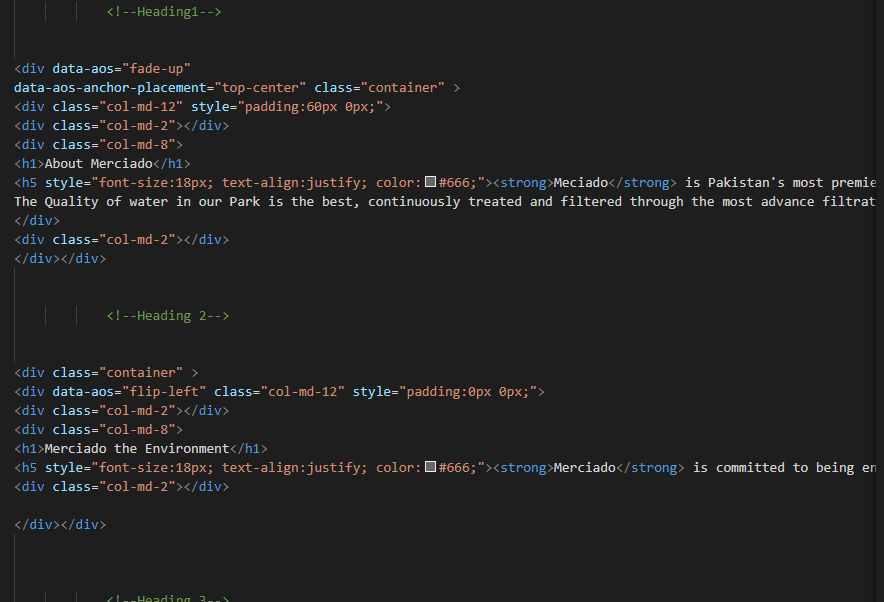 <!--Heading1-->
<div data-aos="fade-up"
data-aos-anchor-placement="top-center" class="container" >
<div class="col-md-12" style="padding:60px 0px;">
<div class="col-md-2"></div>
<div class="col-md-8">
<h1>About Merciado</h1>
<h5 style="font-size:18px; text-align:justify; color:#666;"><strong>Meciado</strong> is Pakistan's most premie
The Quality of water in our Park is the best, continuously treated and filtered through the most advance filtrat
</div>
<div class="col-md-2"></div>
</div></div>
<!--Heading 2-->
<div class="container" >
<div data-aos="flip-left" class="col-md-12" style="padding:0px 0px;">
<div class="col-md-2"></div>
<div class="col-md-8">
<h1>Merciado the Environment</h1>
<h5 style="font-size:18px; text-align:justify; color:#666;"><strong>Merciado</strong> is committed to being en
<div class="col-md-2"></div>
</div></div>
<!--Heading 3-->